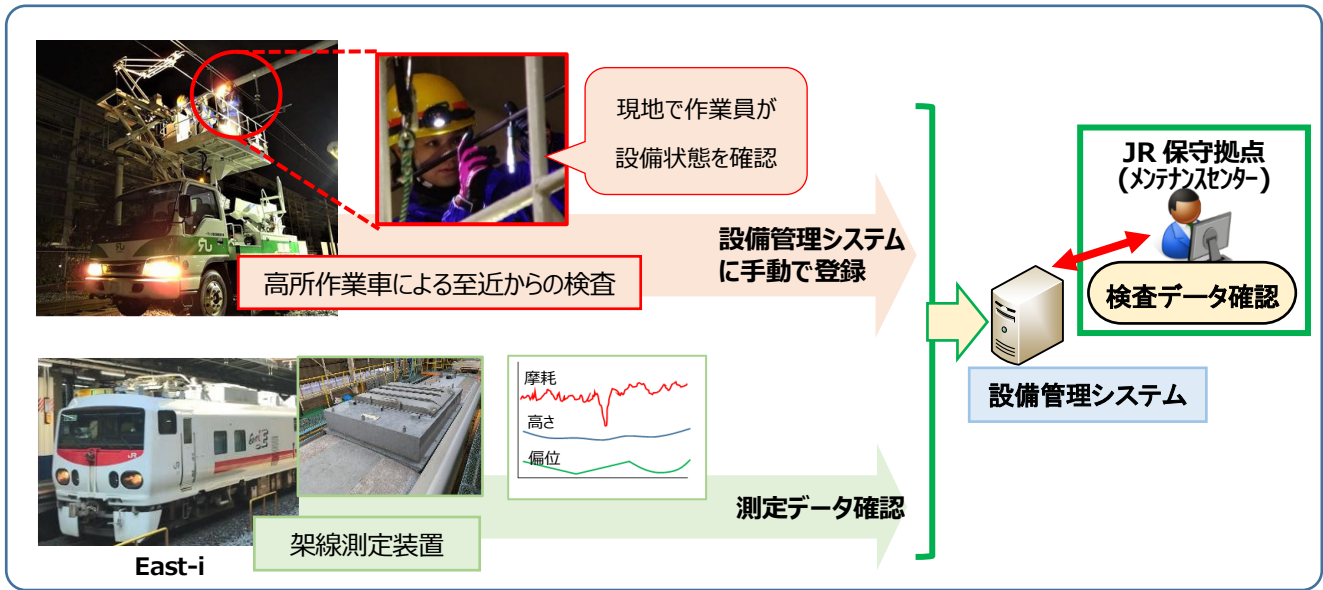 現地で作業員が
設備状態を確認
高所作業車による至近からの検査
設備管理システム
に手動で登録
JR 保守拠点
(メンテナンスセンター)
検査データ確認
設備管理システム
摩耗
高さ
偏位
架線測定装置
測定データ確認
East-i